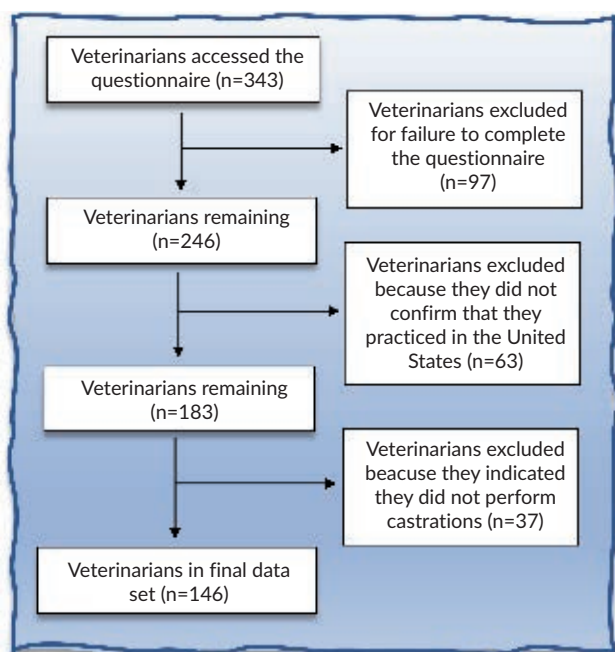 Veterinarians accessed the
questionnaire (n=343)
Veterinarians excluded
for failure to complete
the questionnaire
(n=97)
Veterinarians remaining
(n=246)
Veterinarians excluded
because they did not
confirm that they
practiced in the United
States (n=63)
Veterinarians remaining
(n=183)
Veterinarians excluded
beacuse they indicated
they did not perform
castrations (n=37)
Veterinarians in final data
set (n=146)